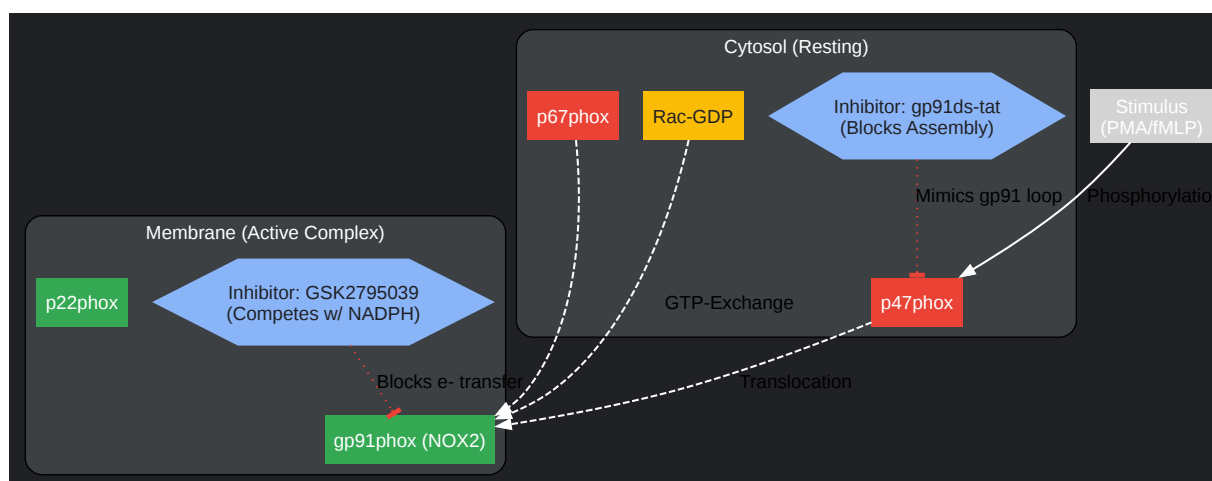 Cytosol (Resting)
p67phox
Rac-GDP
Inhibitor: gp91ds-tat
(Blocks Assembly)
Stimulus
(PMA/fMLP)
Mimics gp91 loop
Phosphorylatio
Membrane (Active Complex)
p22phox
Inhibitor: GSK2795039
(Competes w/ NADPH)
GTP-Exchange
p47phox
Blocks e- transfer
Translocation
gp91phox (NOX2)